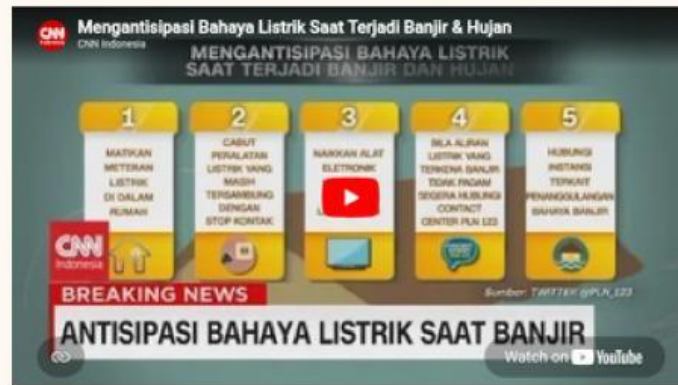 CNN Mengantisipasi Bahaya Listrik Saat Terjadi Banjir & Hujan
CNN Indonesia
MENGANTISIPASI BAHAYA LISTRIK
SAAT TERJADI BANJIR DAN HUJAN
1
MATIKAN
METERAN
LISTRIK
DI DALAM
RUMAH
2
CABUT
PERALATAN
LISTRIK YANG
MASIH
TERSAMBUNG
DENGAN
STOP KONTAK
3
NAIKKAN ALAT
ELETRONIK
4
BILA ALIRAN
LISTRIK YANG
TERKENA BANJIR
TIDAK PADAM
SEGERA HUBUNGI
CONTACT
CENTER PLN 123
5
HUBUNGI
INSTANSI
TERKAIT
PENANGGULANGAN
BAHAYA BANJIR
CNN
Indonesia
BREAKING NEWS
Sumber: TWITTER @PLN_123
ANTISIPASI BAHAYA LISTRIK SAAT BANJIR
Watch on YouTube